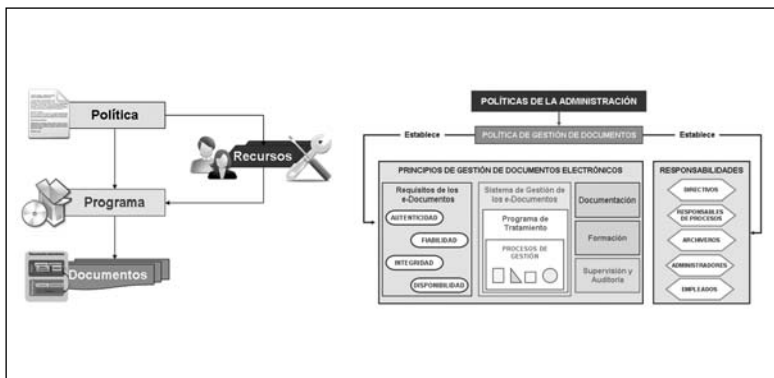 Política
Recursos
Programa
Documentos
POLÍTICAS DE LA ADMINISTRACIÓN
Establece
POLÍTICA DE GESTIÓN DE DOCUMENTOS
Establece
PRINCIPIOS DE GESTIÓN DE DOCUMENTOS ELECTRÓNICOS
Requisitos de los
e-Documentos
AUTENTICIDAD
FIABILIDAD
INTEGRIDAD
DISPONIBILIDAD
Sistema de Gestión de
los e-Documentos
Programa de
Tratamiento
PROCESOS DE
GESTIÓN
Documentación
Formación
Supervisión y
Auditoría
RESPONSABILIDADES
DIRECTIVOS
RESPONSABLES
DE PROCESOS
ARCHIVEROS
ADMINISTRADORES
EMPLEADOS